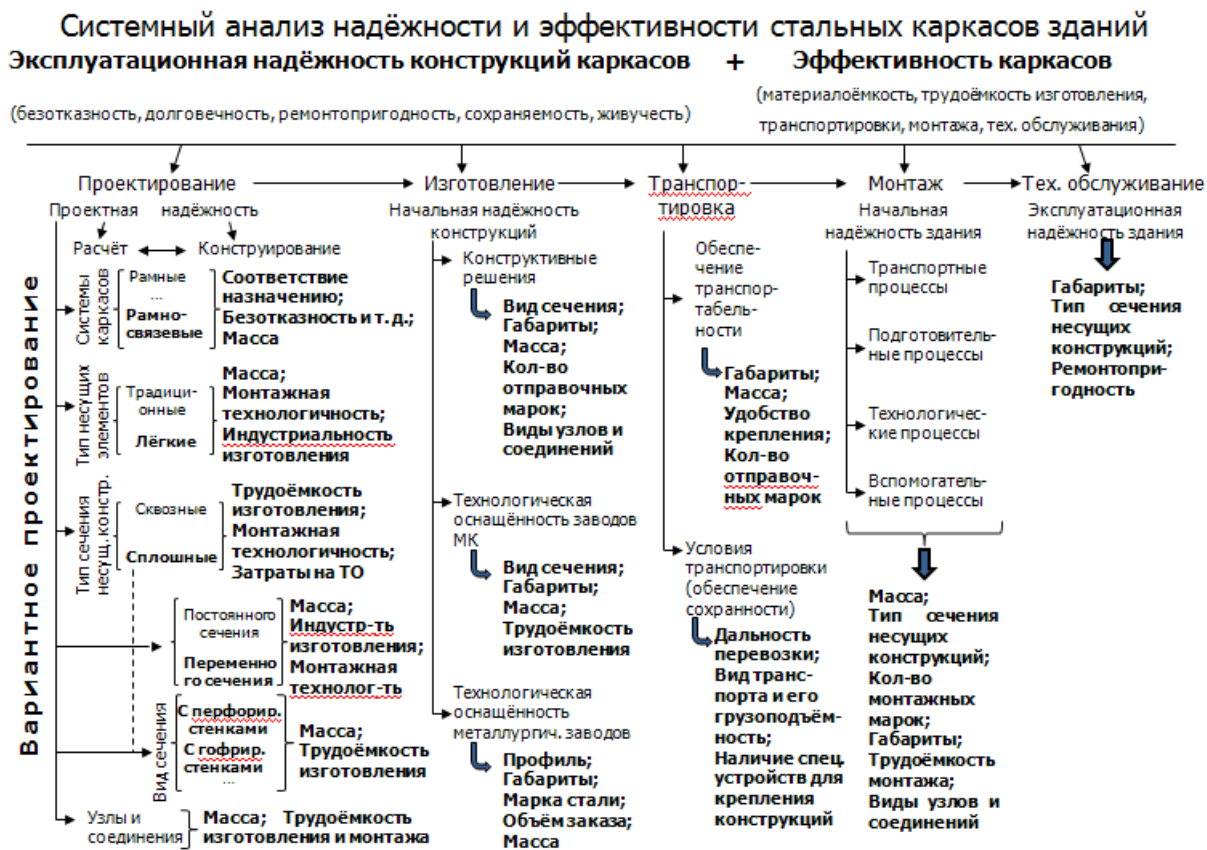 Системный анализ надёжности и эффективности стальных каркасов зданий
Эксплуатационная надёжность конструкций каркасов + Эффективность каркасов
(безотказность, долговечность, ремонтопригодность, сохраняемость, живучесть)
(материалоёмкость, трудоёмкость изготовления,
транспортировки, монтажа, тех. обслуживания)
Вариантное проектирование
Проектирование
Проектная надёжность
Расчёт
Конструирование
Системы
каркасов
Рамные
...
Рамно-
связевые
Соответствие
назначению;
Безотказность и т. д.;
Масса
Тип несущих
элементов
Традици-
онные
Лёгкие
Масса;
Монтажная
технологичность;
Индустриальность
изготовления
Тип сечения
несущ. констр.
Сквозные
Сплошные
Трудоёмкость
изготовления;
Монтажная
технологичность;
Затраты на ТО
Постоянного
сечения
Переменно
го сечения
Масса;
Индустр-ть
изготовления;
Монтажная
технолог-ть
Вид сечения
С перфорир.
стенками
С гофрир.
стенками
...
Масса;
Трудоёмкость
изготовления
Узлы и
соединения
Масса; Трудоёмкость
изготовления и монтажа
Изготовление
Начальная надёжность
конструкций
Конструктивные
решения
Вид сечения;
Габариты;
Масса;
Кол-во
отправочных
марок;
Виды узлов и
соединений
Технологическая
оснащённость заводов
МК
Вид сечения;
Габариты;
Масса;
Трудоёмкость
изготовления
Технологическая
оснащённость
металлургич. заводов
Профиль;
Габариты;
Марка стали;
Объём заказа;
Масса
Транспор-
тировка
Обеспе-
чение
транспор-
табель-
ности
Габариты;
Масса;
Удобство
крепления;
Кол-во
отправоч-
ных марок
Условия
транспортировки
(обеспечение
сохранности)
Дальность
перевозки;
Вид транс-
порта и его
грузоподъём-
ность;
Наличие спец.
устройств для
крепления
конструкций
Монтаж
Начальная
надёжность здания
Транспортные
процессы
Подготовитель-
ные процессы
Технологичес-
кие процессы
Вспомогатель-
ные процессы
Масса;
Тип сечения
несущих
конструкций;
Кол-во
монтажных
марок;
Габариты;
Трудоёмкость
монтажа;
Виды узлов и
соединений
Тех. обслуживание
Эксплуатационная
надёжность здания
Габариты;
Тип сечения
несущих
конструкций;
Ремонтопри-
годность